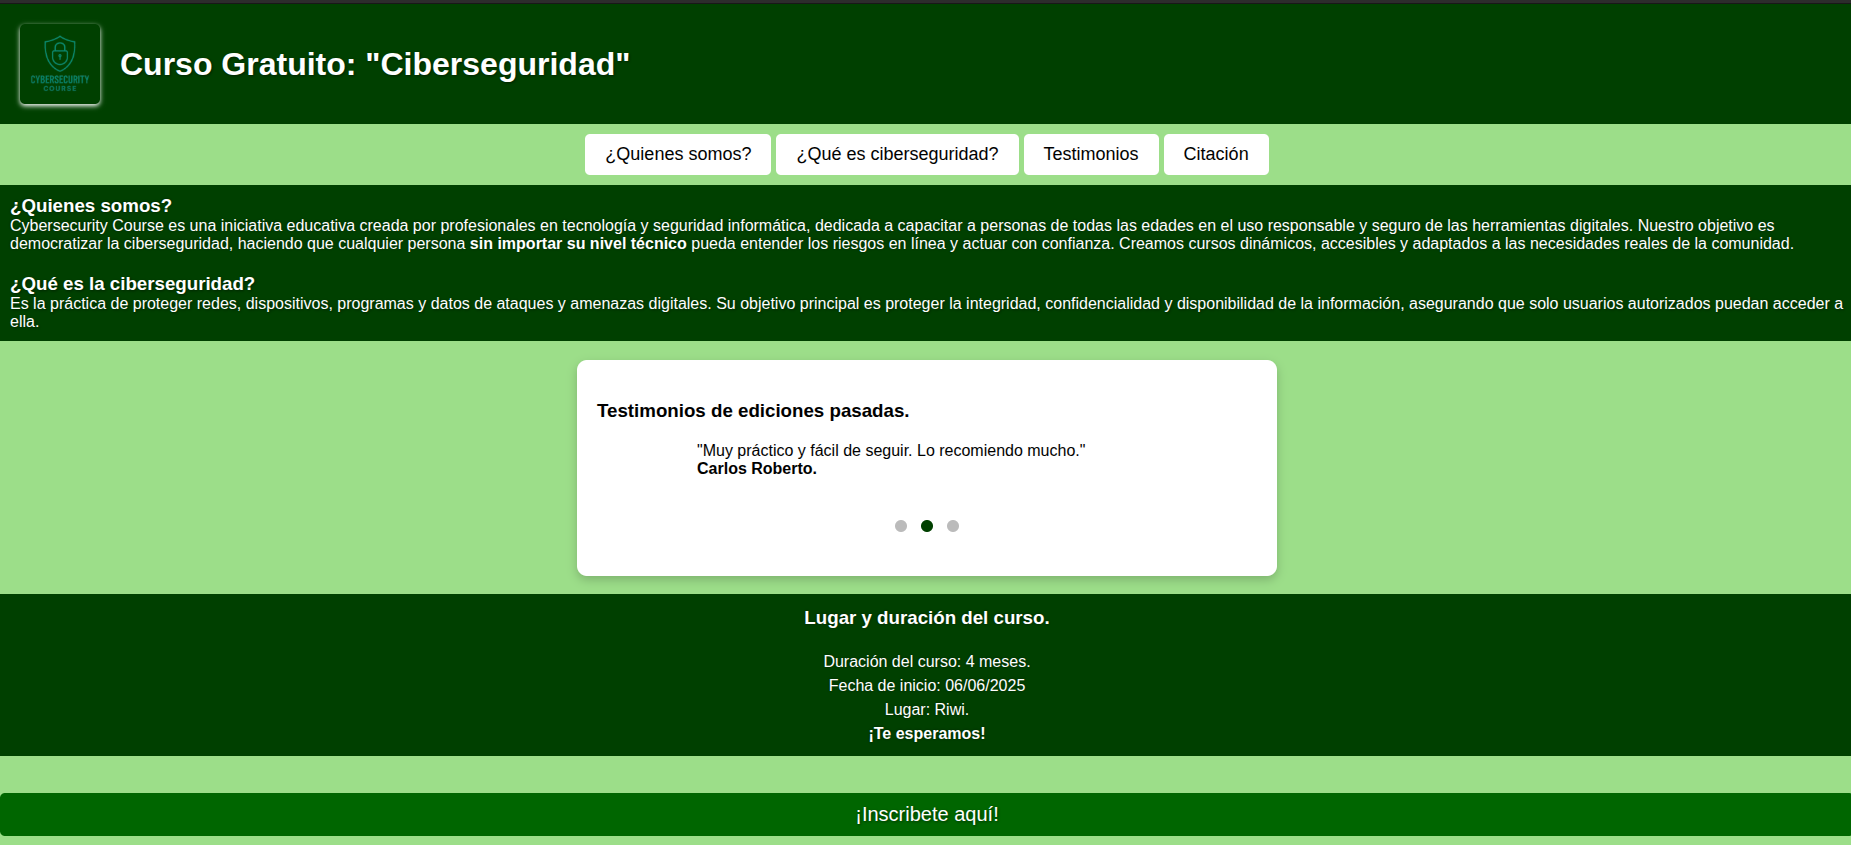 CYBERSECURITY
COURSE
Curso Gratuito: "Ciberseguridad"
¿Quienes somos?
¿Qué es ciberseguridad?
Testimonios
Citación
¿Quienes somos?
Cybersecurity Course es una iniciativa educativa creada por profesionales en tecnología y seguridad informática, dedicada a capacitar a personas de todas las edades en el uso responsable y seguro de las herramientas digitales. Nuestro objetivo es
democratizar la ciberseguridad, haciendo que cualquier persona sin importar su nivel técnico pueda entender los riesgos en línea y actuar con confianza. Creamos cursos dinámicos, accesibles y adaptados a las necesidades reales de la comunidad.
¿Qué es la ciberseguridad?
Es la práctica de proteger redes, dispositivos, programas y datos de ataques y amenazas digitales. Su objetivo principal es proteger la integridad, confidencialidad y disponibilidad de la información, asegurando que solo usuarios autorizados puedan acceder a
ella.
Testimonios de ediciones pasadas.
"Muy práctico y fácil de seguir. Lo recomiendo mucho."
Carlos Roberto.
Lugar y duración del curso.
Duración del curso: 4 meses.
Fecha de inicio: 06/06/2025
Lugar: Riwi.
¡Te esperamos!
¡Inscribete aquí!